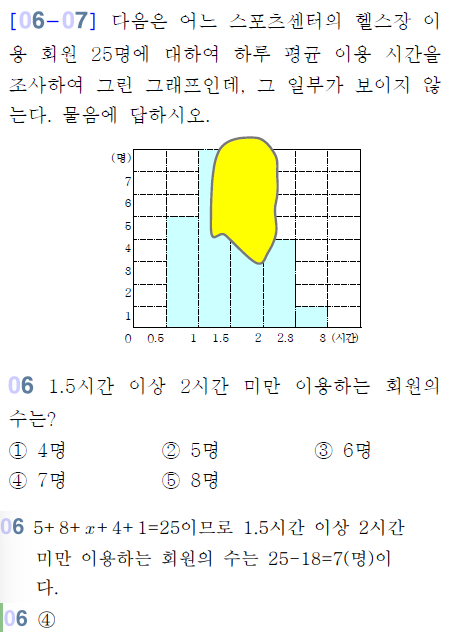 [06-07] 다음은 어느 스포츠센터의 헬스장 이
용 회원 25명에 대하여 하루 평균 이용 시간을
조사하여 그린 그래프인데, 그 일부가 보이지 않
는다. 물음에 답하시오.
(명)
7
6
5
4
3
2
1
0 0.5 1 1.5 2 2.3 3 (시간)
06 1.5시간 이상 2시간 미만 이용하는 회원의
수는?
① 4명 ② 5명 ③ 6명
④ 7명 ⑤ 8명
06 5+8+x+4+1=25이므로 1.5시간 이상 2시간
미만 이용하는 회원의 수는 25-18=7(명)이
다.
06 ④